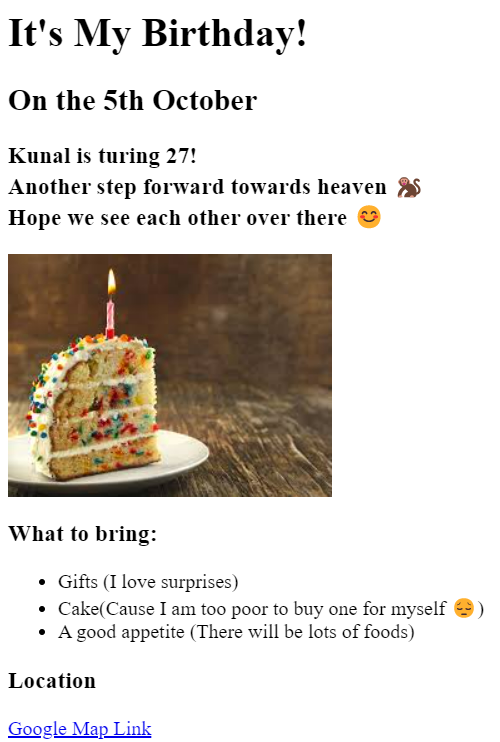 It's My Birthday!
On the 5th October
Kunal is turing 27!
Another step forward towards heaven 🐒
Hope we see each other over there 😊
What to bring:
• Gifts (I love surprises)
• Cake(Cause I am too poor to buy one for myself 😔)
• A good appetite (There will be lots of foods)
Location
Google Map Link